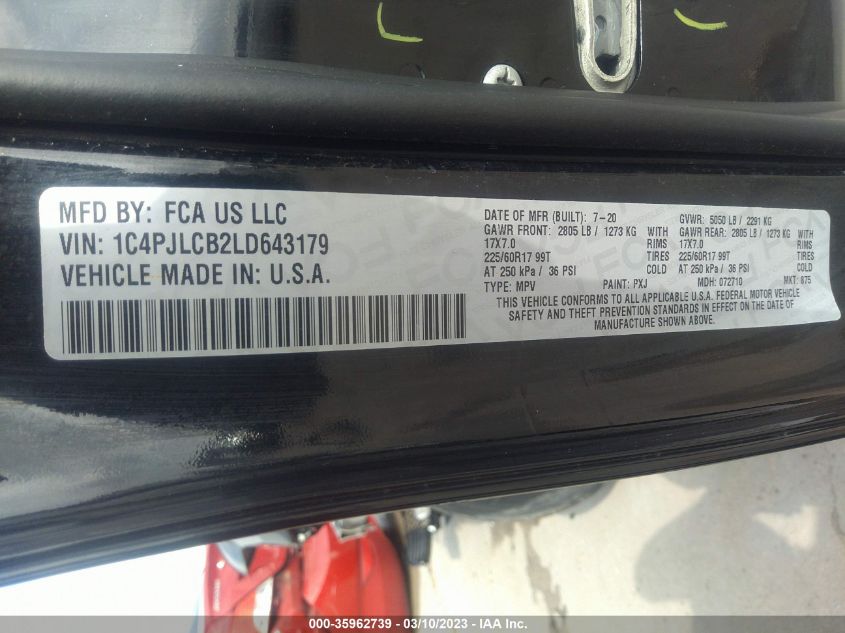 MFD BY: FCA US LLC
VIN: 1C4PJLCB2LD643179
VEHICLE MADE IN: U.S.A.
DATE OF MFR (BUILT): 7-20 GVWR: 5050 LB / 2291 KG
GAWR FRONT: 2805 LB / 1273 KG WITH GAWR REAR: 2805 LB / 1273 KG WITH
17X7.0 RIMS 17X7.0 RIMS
225/60R17 99T TIRES 225/60R17 99T TIRES
AT 250 kPa / 36 PSI COLD AT 250 kPa / 36 PSI COLD
TYPE: MPV PAINT: PXJ MDH: 072710 MKT: 875
THIS VEHICLE CONFORMS TO ALL APPLICABLE U.S.A. FEDERAL MOTOR VEHICLE
SAFETY AND THEFT PREVENTION STANDARDS IN EFFECT ON THE DATE OF
MANUFACTURE SHOWN ABOVE.
000-35962739 - 03/10/2023 - IAA Inc.